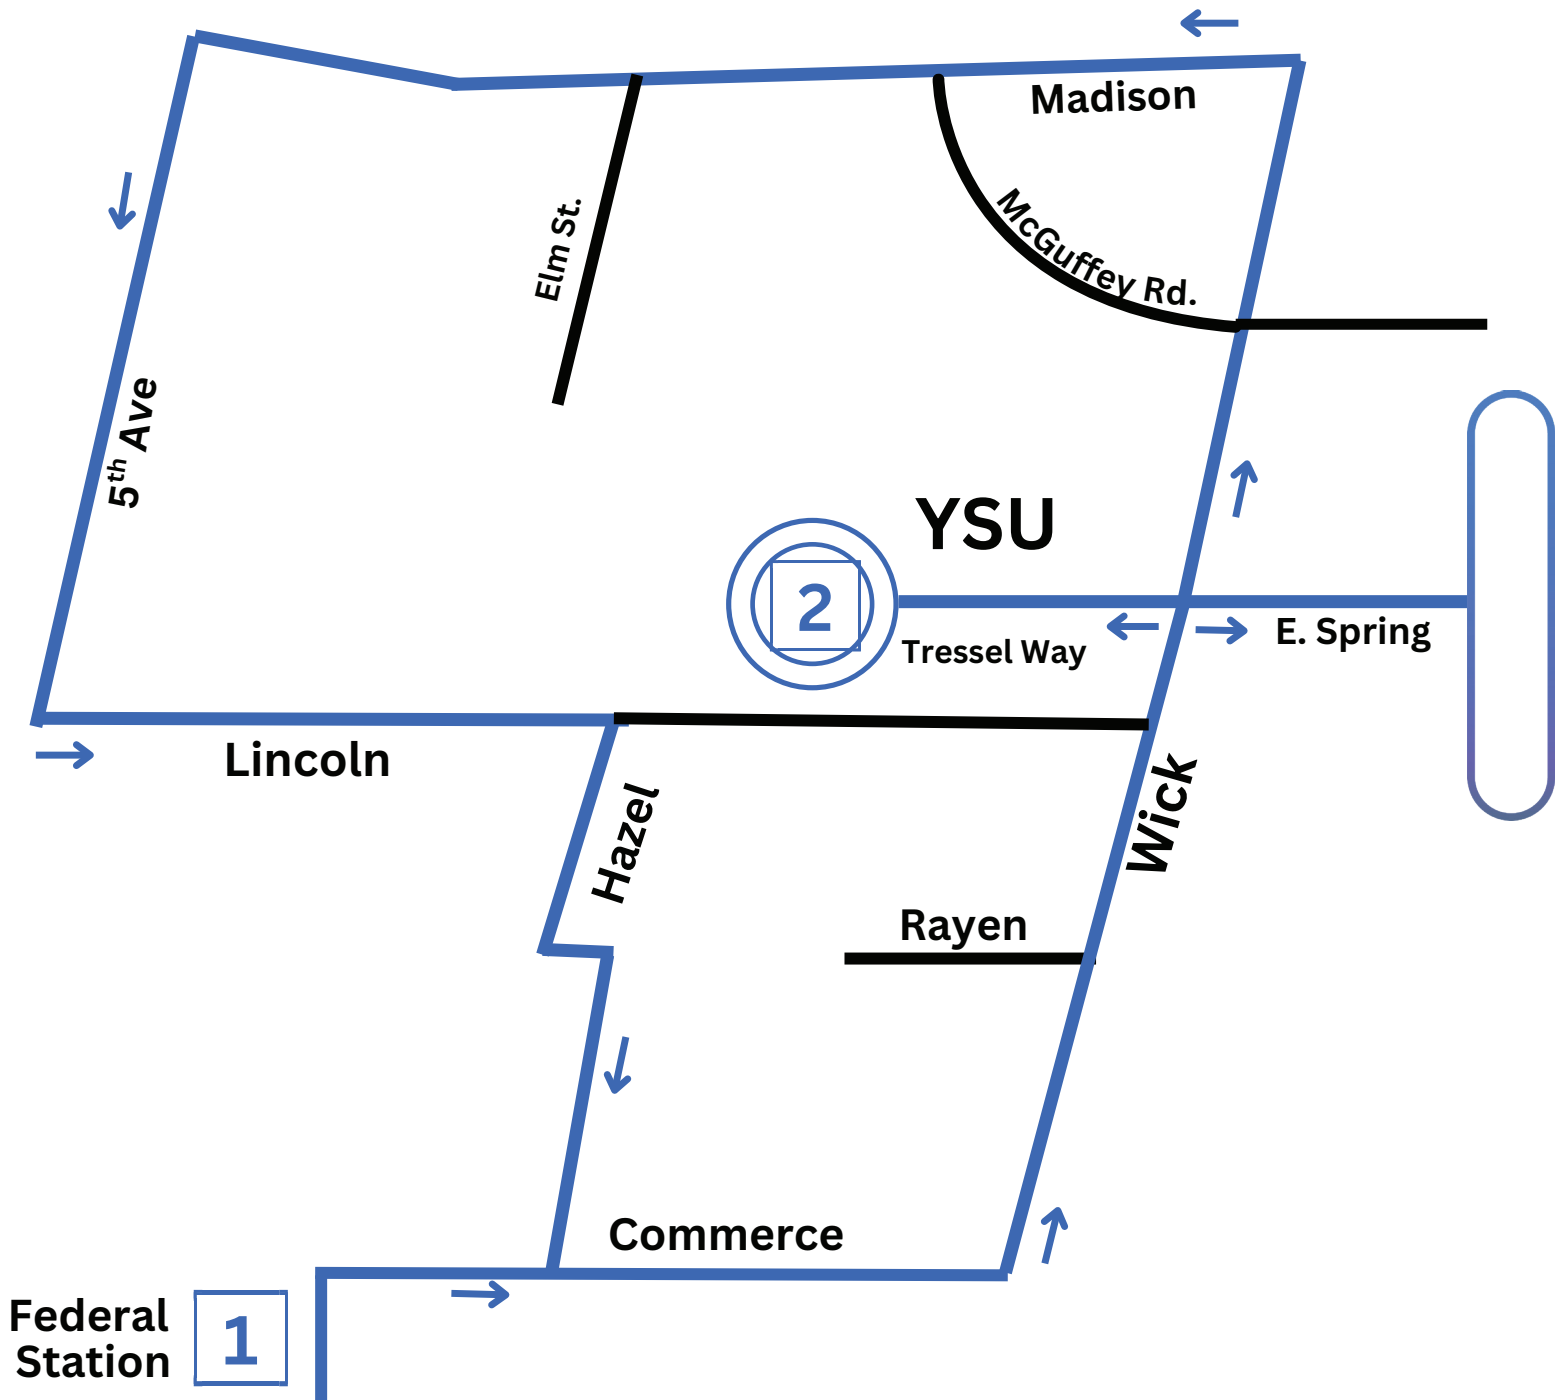 Madison
McGuffey Rd.
Elm St.
5th Ave
YSU
2
E. Spring
Tressel Way
Lincoln
Wick
Hazel
Rayen
Commerce
Federal
Station
1